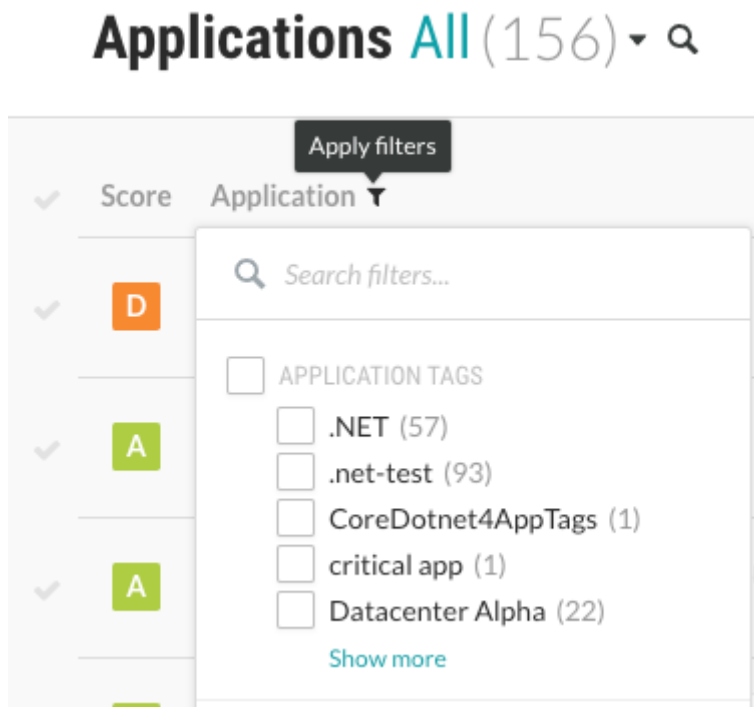 Applications All (156)
Apply filters
Score Application
Search filters...
D
APPLICATION TAGS
.NET (57)
A
.net-test (93)
CoreDotnet4AppTags (1)
critical app (1)
A
Datacenter Alpha (22)
Show more